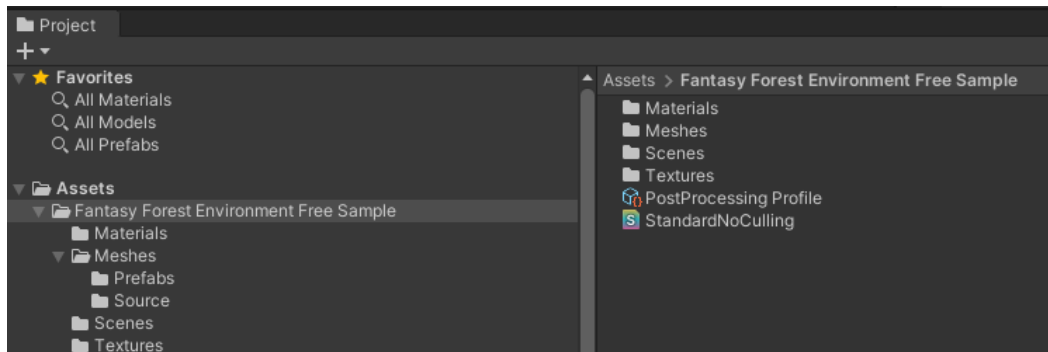 Project
Favorites
All Materials
All Models
All Prefabs
Assets
Fantasy Forest Environment Free Sample
Materials
Meshes
Prefabs
Source
Scenes
Textures
Assets > Fantasy Forest Environment Free Sample
Materials
Meshes
Scenes
Textures
PostProcessing Profile
StandardNoCulling